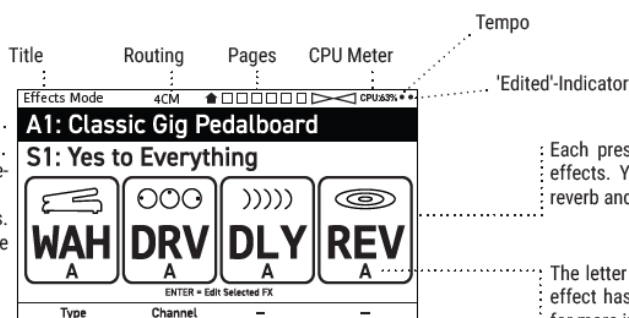 Tempo
Title Routing Pages CPU Meter
'Edited'-Indicator
Effects Mode 4CM CPU:63%
A1: Classic Gig Pedalboard
S1: Yes to Everything
Each pres
effects. Y
reverb and
WAH DRV DLY REV
A A A A
The letter
effect has
ENTER = Edit Selected FX
Type Channel – –